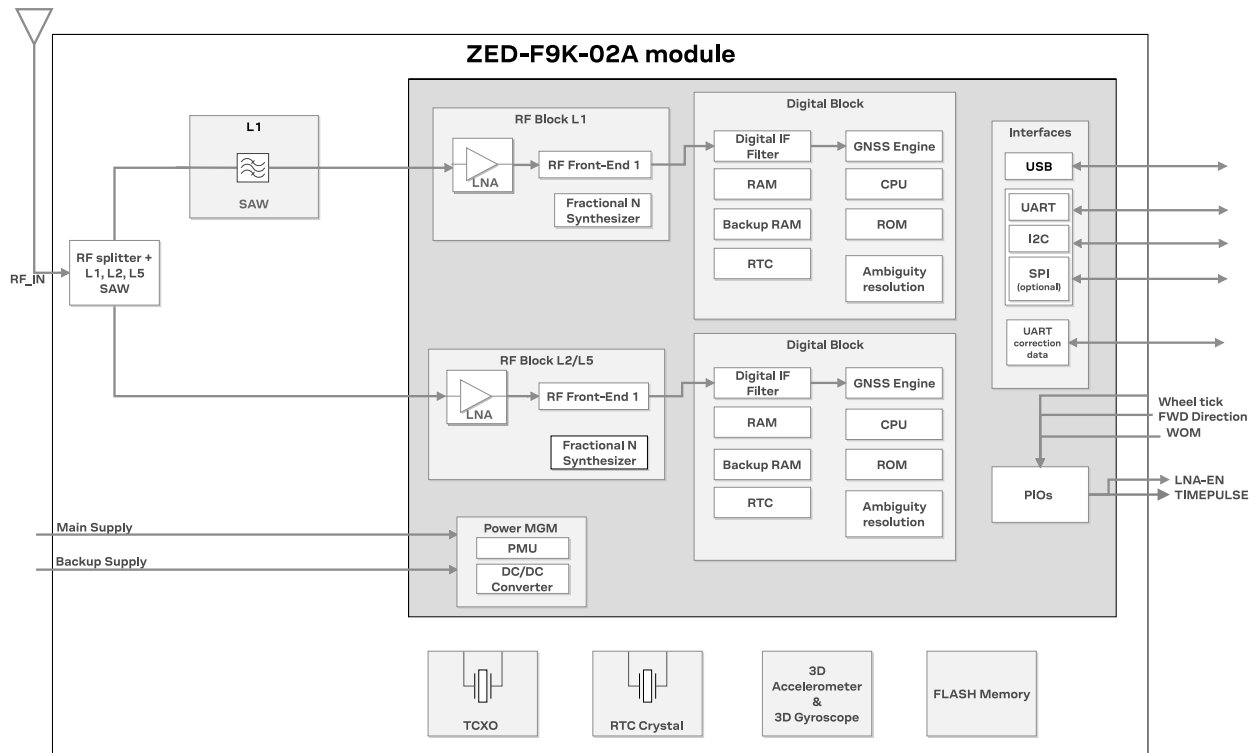 ZED-F9K-02A module
L1
SAW
RF_IN
RF splitter +
L1, L2, L5
SAW
RF Block L1
LNA
RF Front-End 1
Fractional N
Synthesizer
Digital Block
Digital IF
Filter
GNSS Engine
RAM
CPU
Backup RAM
ROM
RTC
Ambiguity
resolution
Interfaces
USB
UART
I2C
SPI
(optional)
UART
correction
data
RF Block L2/L5
LNA
RF Front-End 1
Fractional N
Synthesizer
Digital Block
Digital IF
Filter
GNSS Engine
RAM
CPU
Backup RAM
ROM
RTC
Ambiguity
resolution
Wheel tick
FWD Direction
WOM
PIOs
LNA-EN
TIMEPULSE
Main Supply
Backup Supply
Power MGM
PMU
DC/DC
Converter
TCXO
RTC Crystal
3D
Accelerometer
&
3D Gyroscope
FLASH Memory